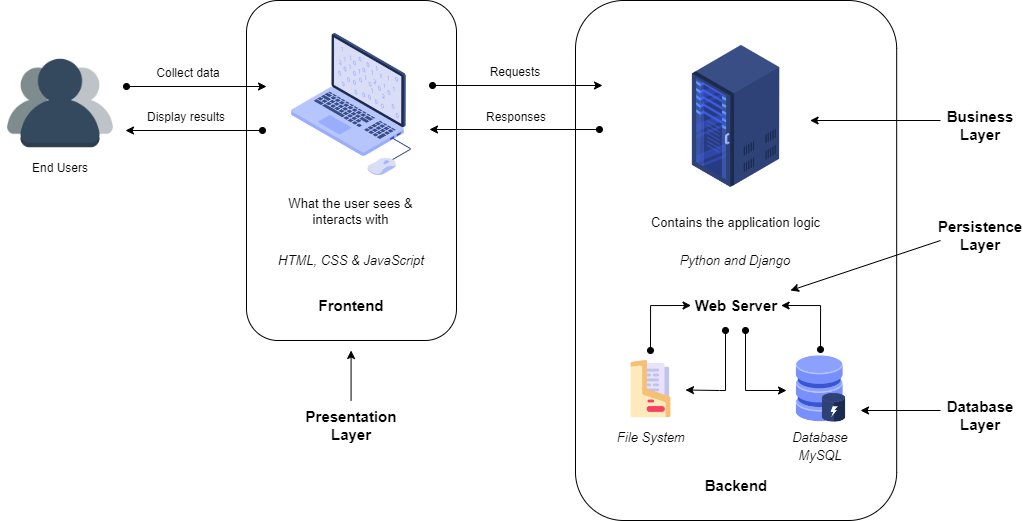 Collect data
Display results
End Users
What the user sees &
interacts with
HTML, CSS & JavaScript
Frontend
Presentation
Layer
Requests
Responses
Contains the application logic
Python and Django
Web Server
File System
Database
MySQL
Backend
Business
Layer
Persistence
Layer
Database
Layer